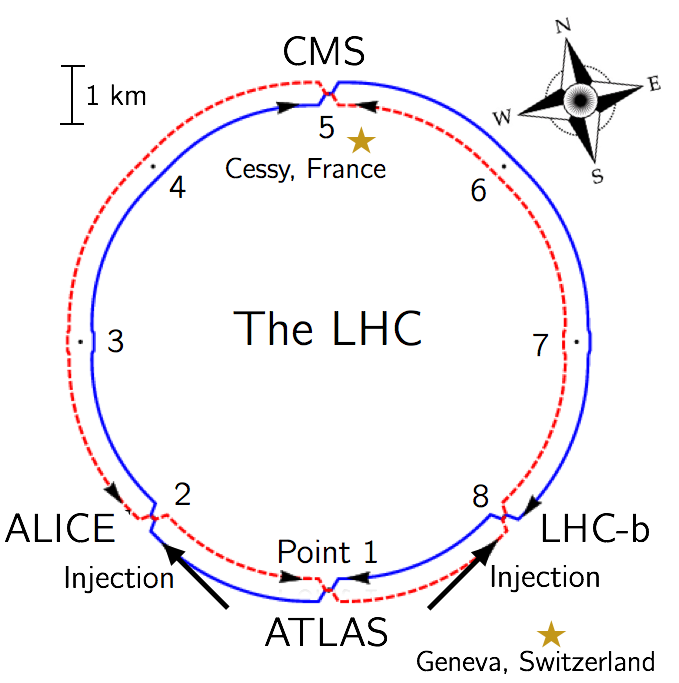 CMS
N
E
W
S
1 km
5
Cessy, France
4
6
The LHC
3
7
2
8
ALICE
LHC-b
Point 1
Injection
Injection
ATLAS
Geneva, Switzerland